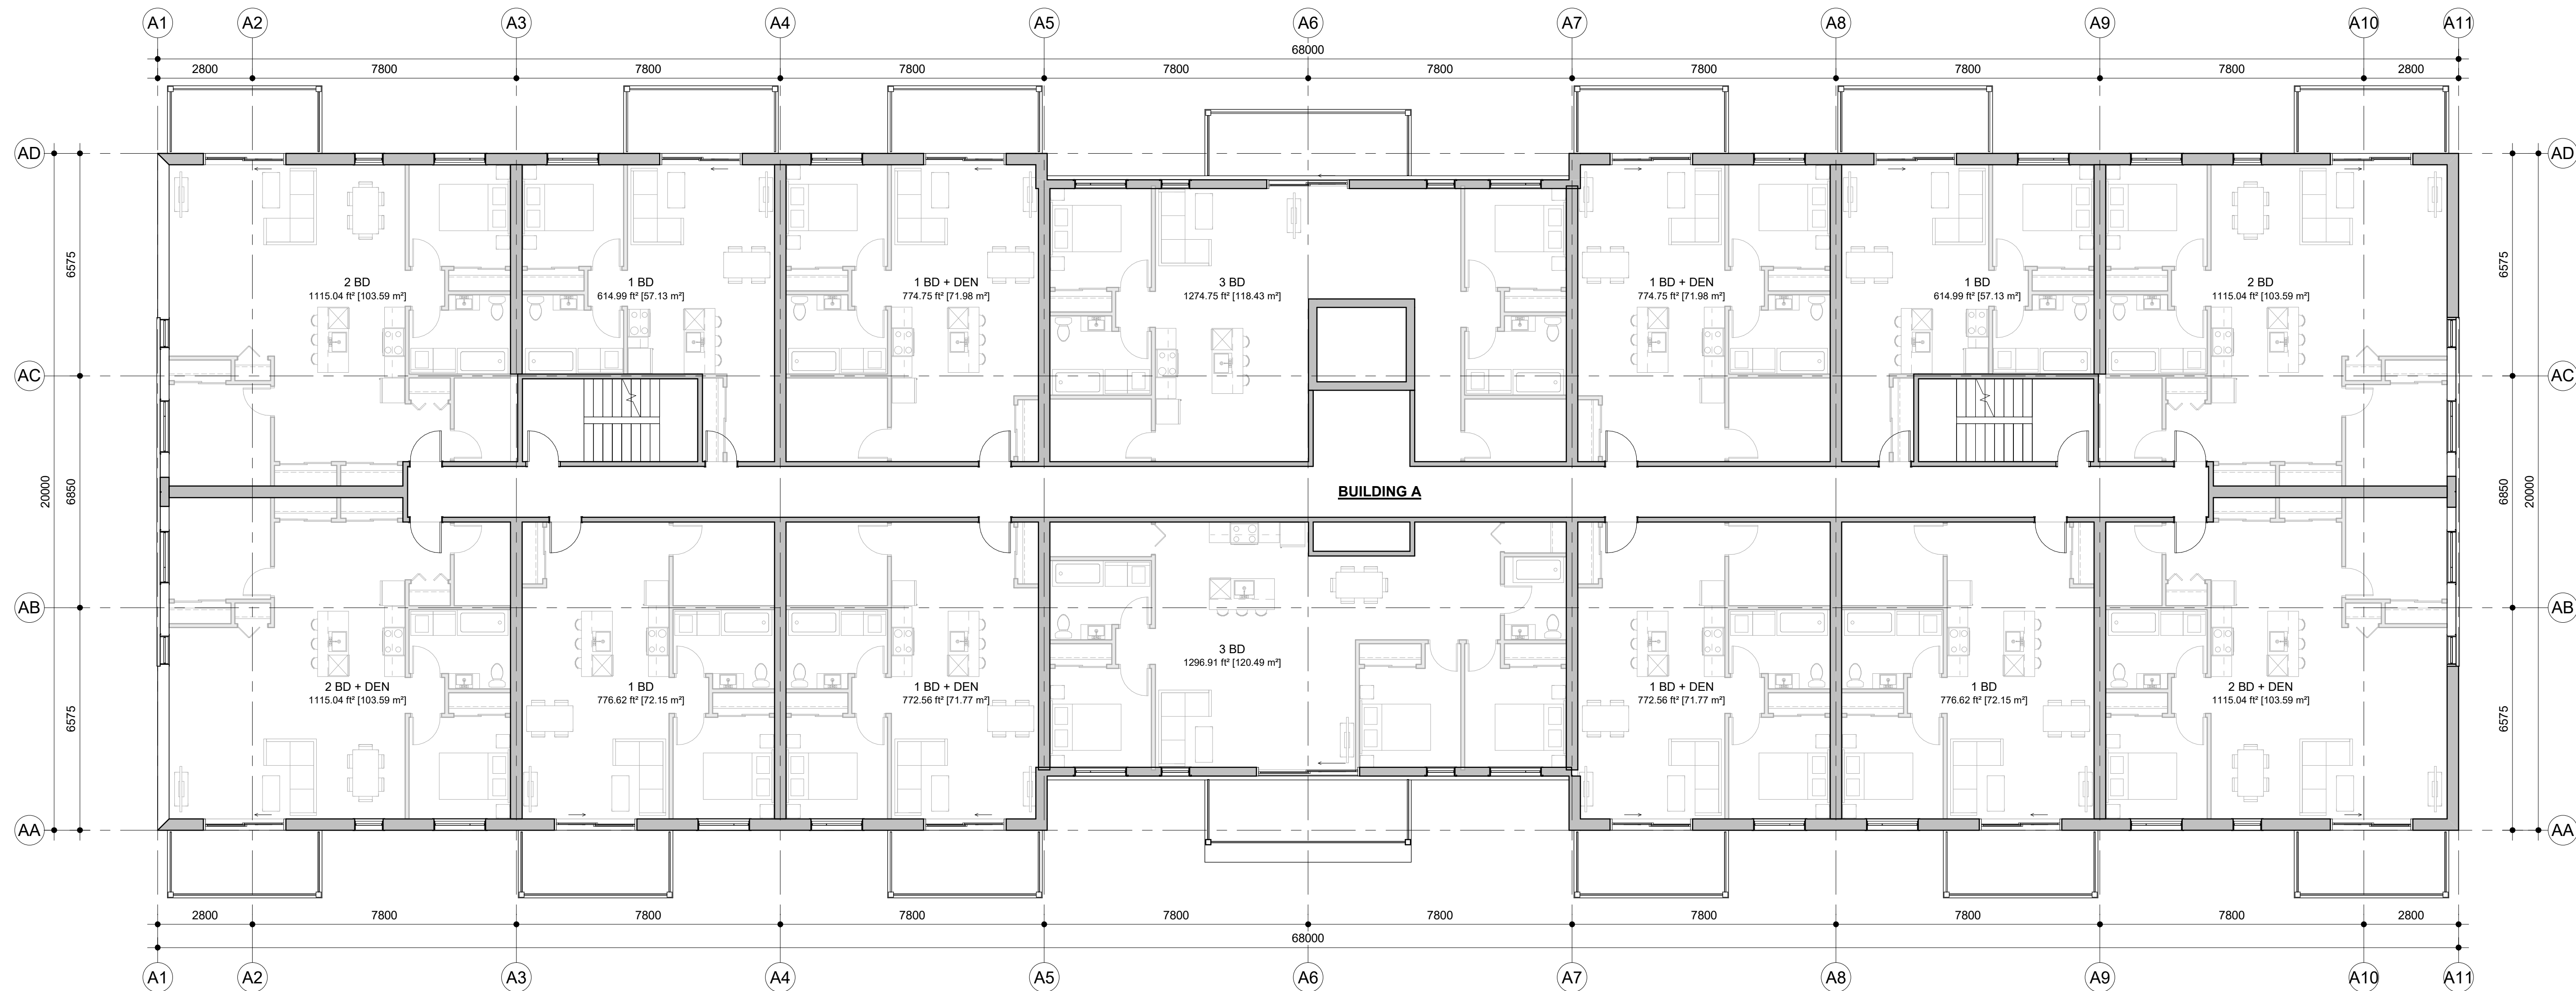 A1 A2 A3 A4 A5 A6 A7 A8 A9 A10 A11
68000
2800 7800 7800 7800 7800 7800 7800 7800 7800 2800
AD AD
6575 6575
2 BD
1115.04 ft² [103.59 m²]
1 BD
614.99 ft² [57.13 m²]
1 BD + DEN
774.75 ft² [71.98 m²]
3 BD
1274.75 ft² [118.43 m²]
1 BD + DEN
774.75 ft² [71.98 m²]
1 BD
614.99 ft² [57.13 m²]
2 BD
1115.04 ft² [103.59 m²]
AC AC
20000 6850 6850 20000
BUILDING A
AB AB
6575 6575
2 BD + DEN
1115.04 ft² [103.59 m²]
1 BD
776.62 ft² [72.15 m²]
1 BD + DEN
772.56 ft² [71.77 m²]
3 BD
1296.91 ft² [120.49 m²]
1 BD + DEN
772.56 ft² [71.77 m²]
1 BD
776.62 ft² [72.15 m²]
2 BD + DEN
1115.04 ft² [103.59 m²]
AA AA
2800 7800 7800 7800 7800 7800 7800 7800 7800 2800
68000
A1 A2 A3 A4 A5 A6 A7 A8 A9 A10 A11